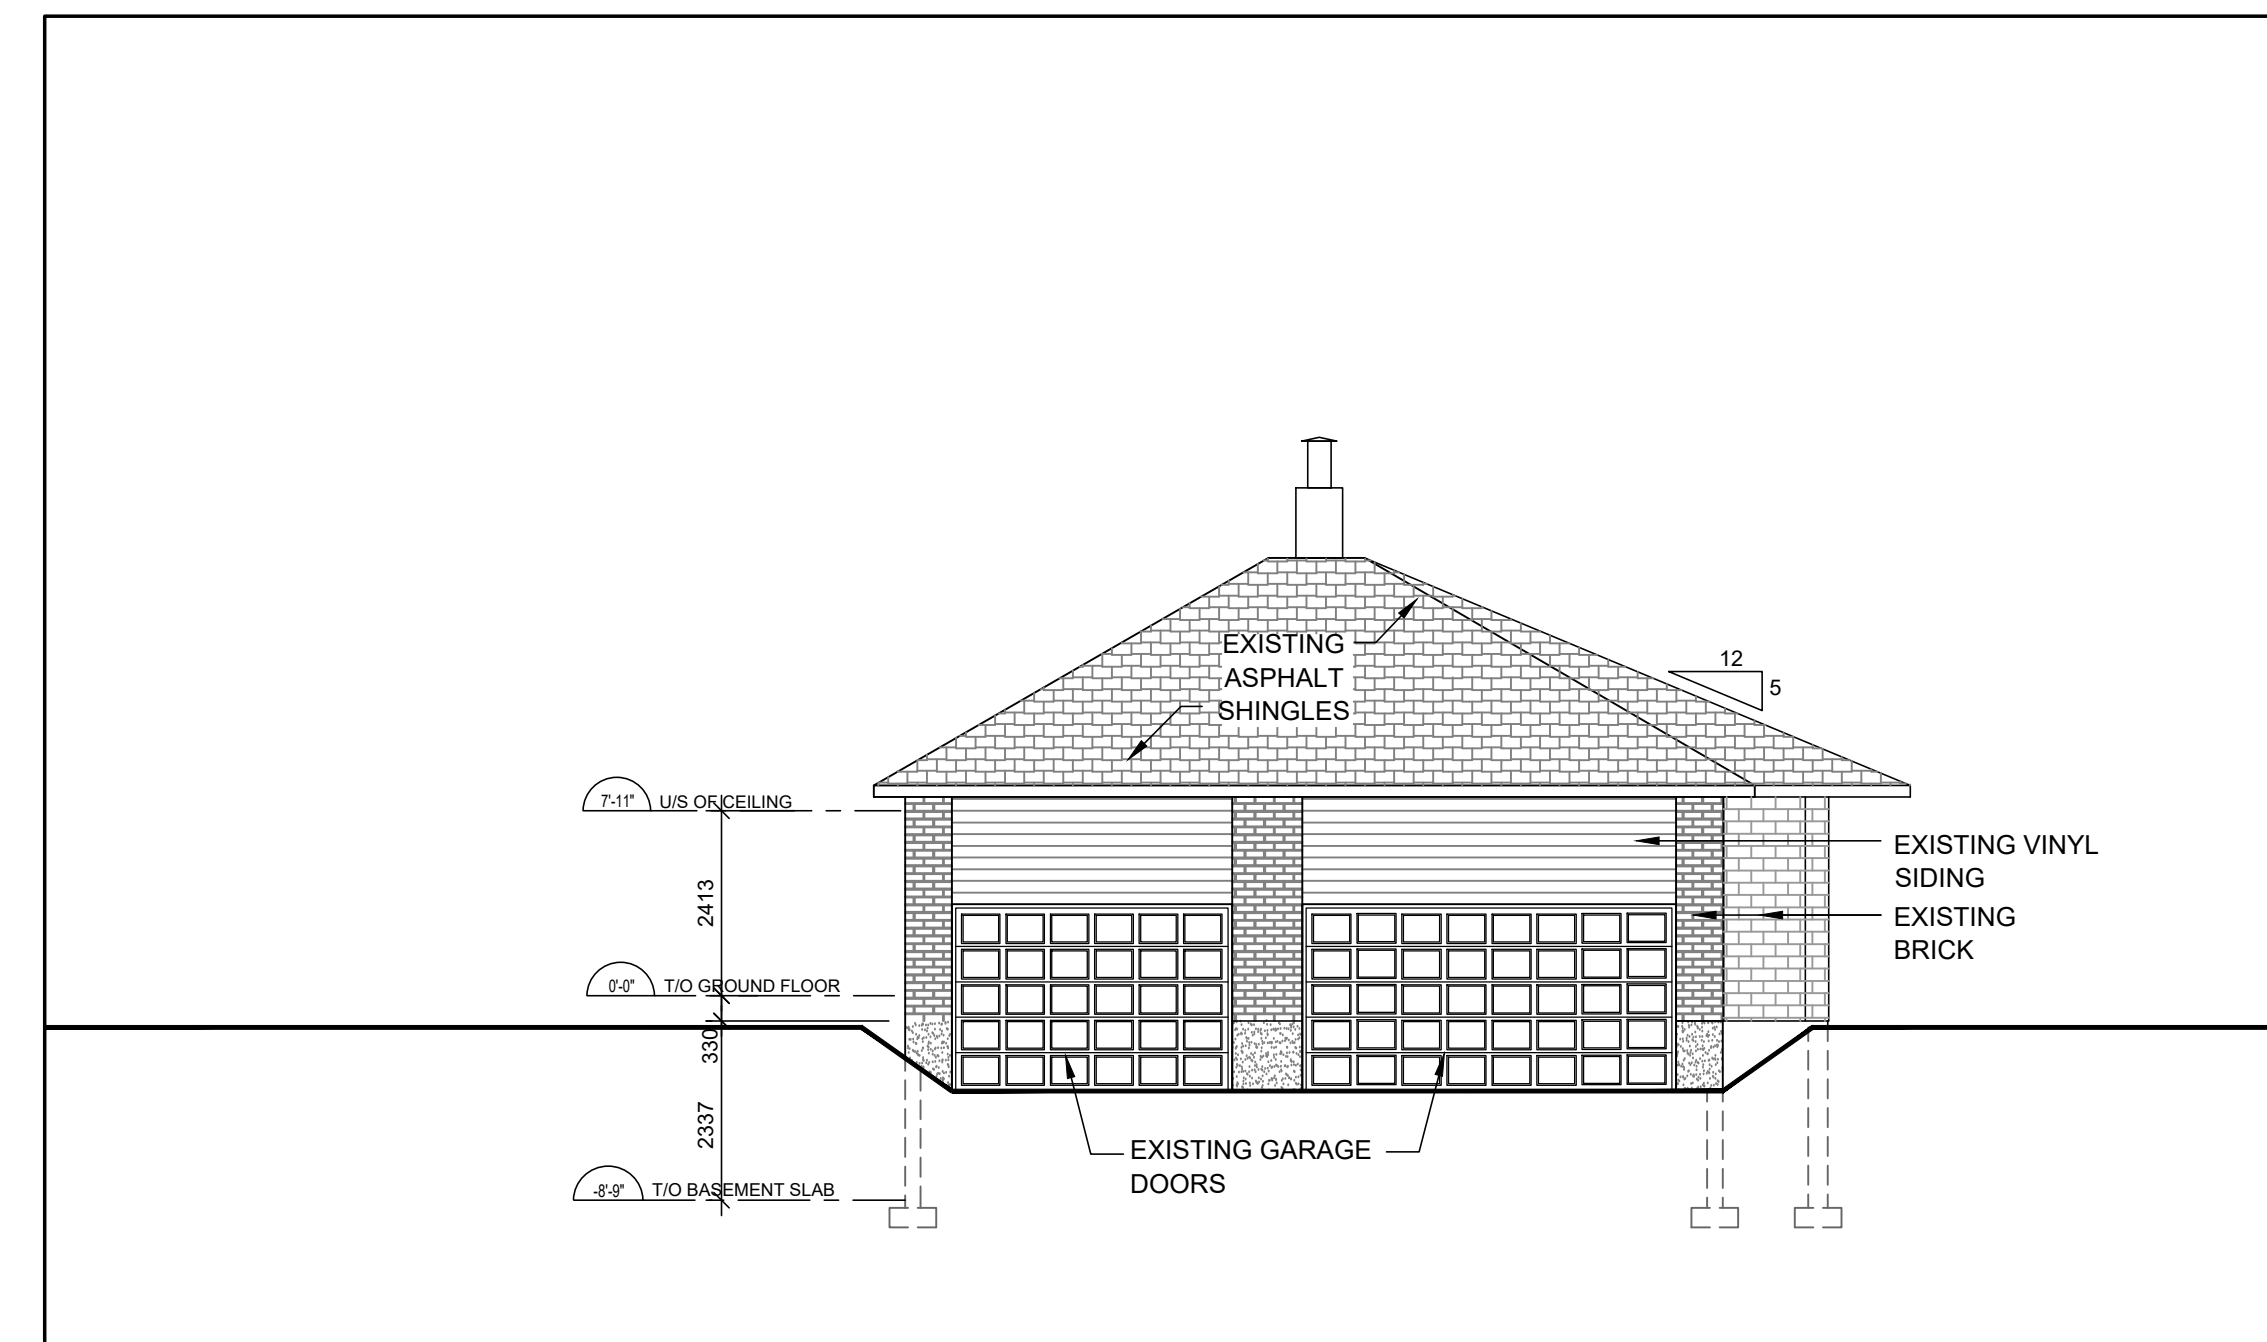 EXISTING
ASPHALT
SHINGLES
12
5
7'-11" U/S OF CEILING
2413
EXISTING VINYL
SIDING
EXISTING
BRICK
0'-0" T/O GROUND FLOOR
330
2337
EXISTING GARAGE
DOORS
-8'-9" T/O BASEMENT SLAB